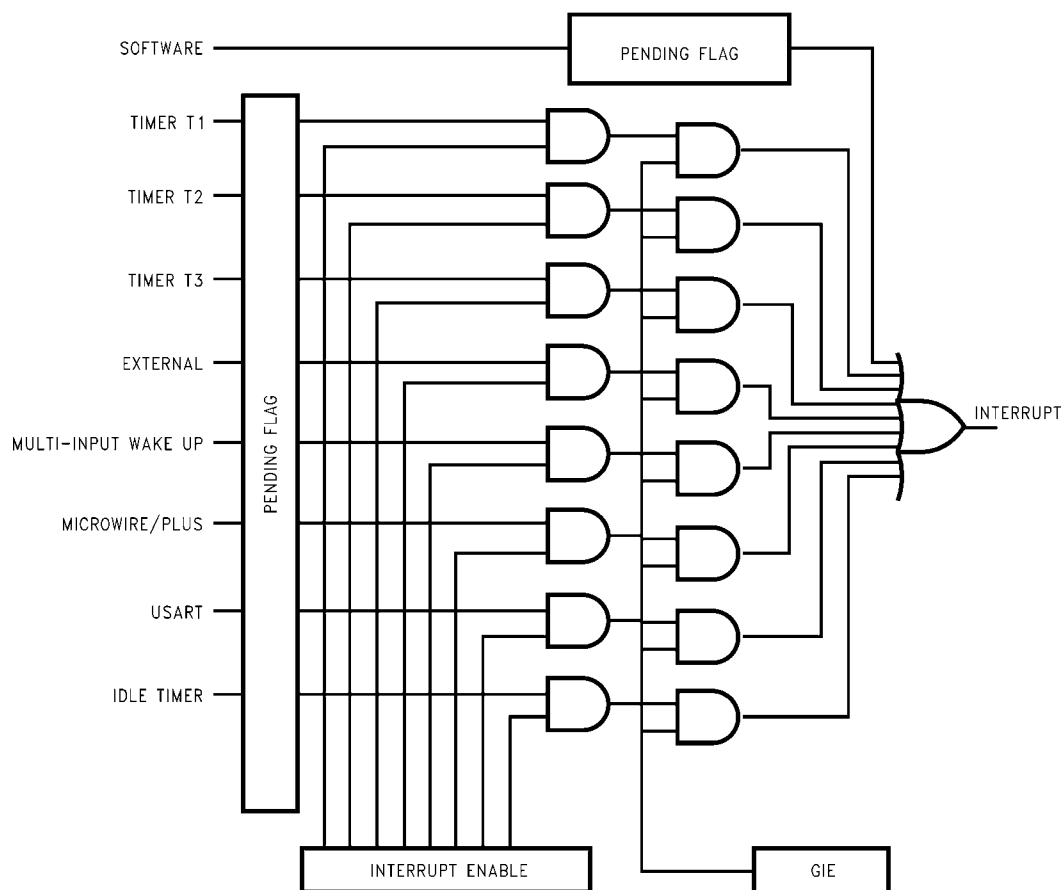 SOFTWARE
PENDING FLAG
TIMER T1
TIMER T2
TIMER T3
EXTERNAL
MULTI-INPUT WAKE UP
MICROWIRE/PLUS
USART
IDLE TIMER
PENDING FLAG
INTERRUPT
INTERRUPT ENABLE
GIE